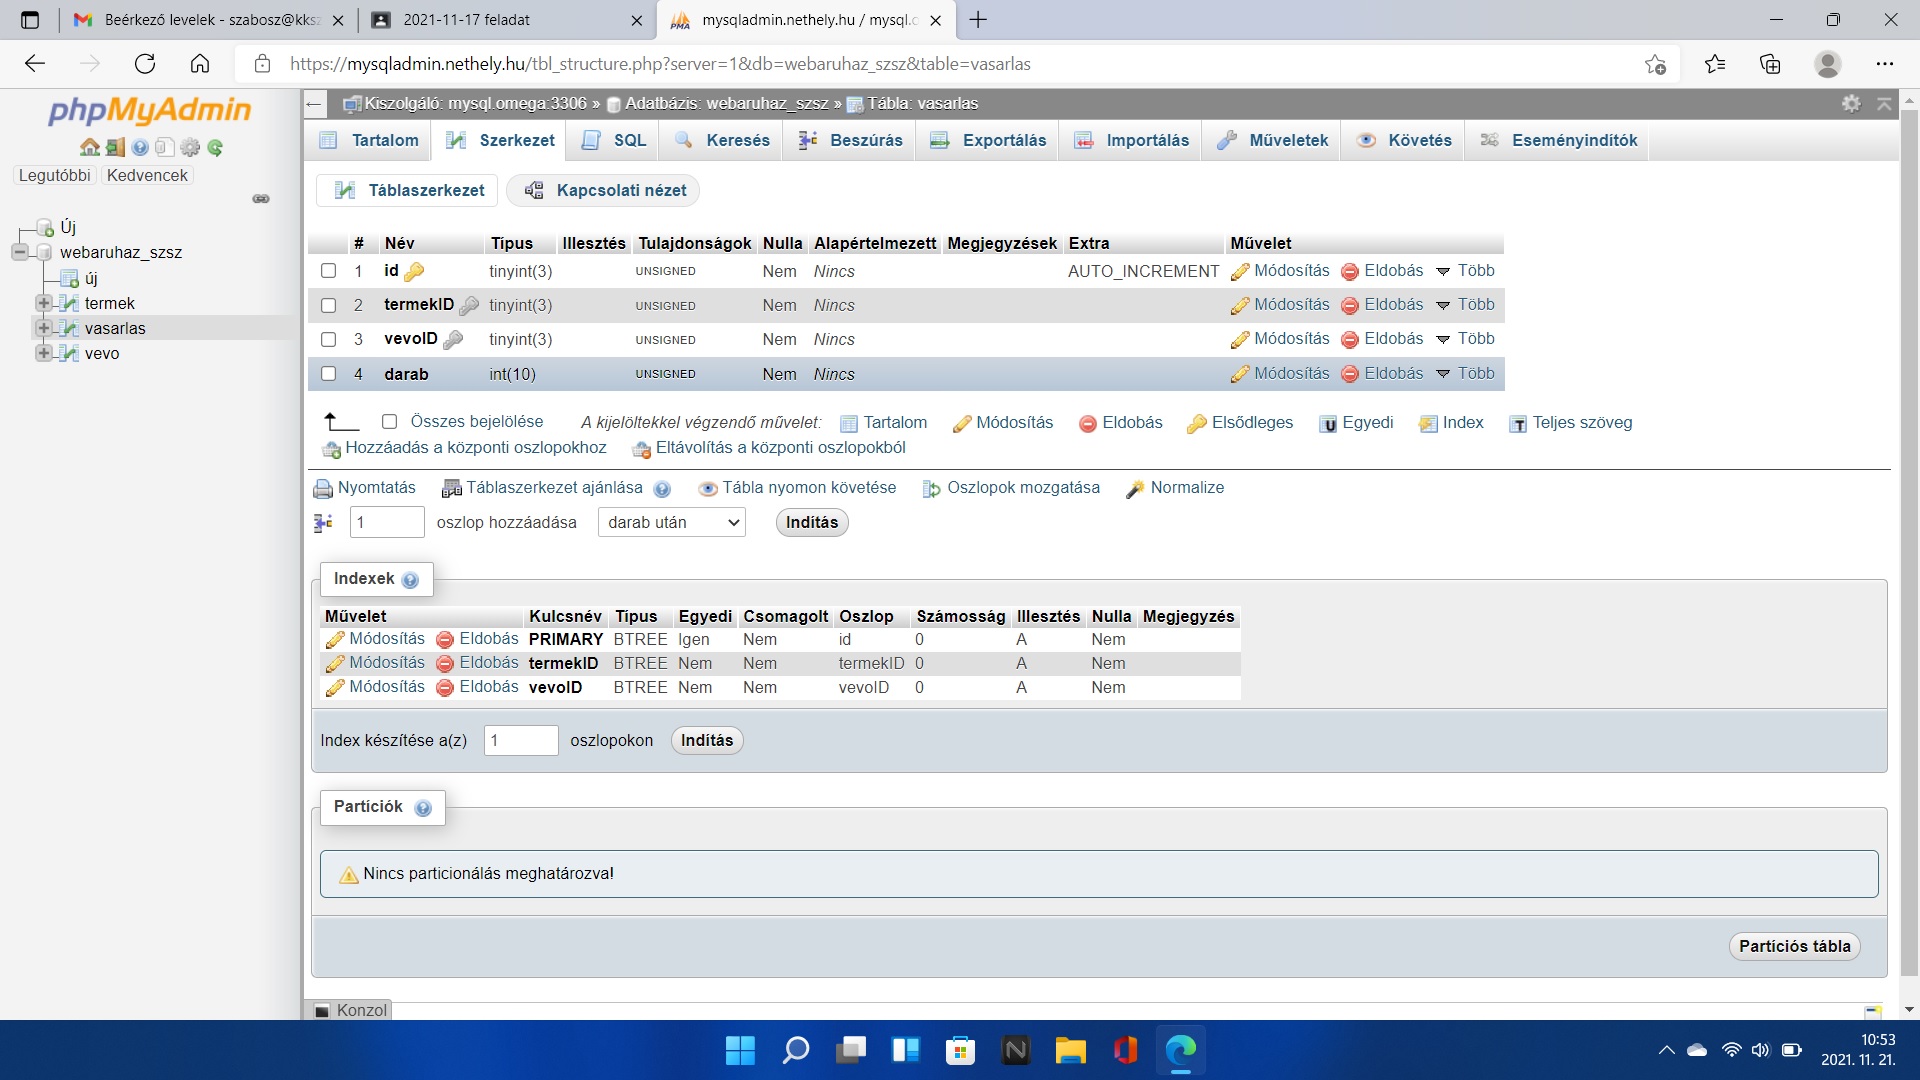 Beérkező levelek - szabosz@kksz
2021-11-17 feladat
mysqladmin.nethely.hu / mysql.o
https://mysqladmin.nethely.hu/tbl_structure.php?server=1&db=webaruhaz_szsz&table=vasarlas
phpMyAdmin
Legutóbbi Kedvencek
Új
webaruhaz_szsz
új
termek
vasarlas
vevo
Kiszolgáló: mysql.omega:3306 » Adatbázis: webaruhaz_szsz » Tábla: vasarlas
Tartalom Szerkezet SQL Keresés Beszúrás Exportálás Importálás Műveletek Követés Eseményindítók
Táblaszerkezet Kapcsolati nézet
# Név Típus Illesztés Tulajdonságok Nulla Alapértelmezett Megjegyzések Extra Művelet
1 id tinyint(3) UNSIGNED Nem Nincs AUTO_INCREMENT Módosítás Eldobás Több
2 termekID tinyint(3) UNSIGNED Nem Nincs Módosítás Eldobás Több
3 vevoID tinyint(3) UNSIGNED Nem Nincs Módosítás Eldobás Több
4 darab int(10) UNSIGNED Nem Nincs Módosítás Eldobás Több
Összes bejelölése A kijelöltekkel végzendő művelet: Tartalom Módosítás Eldobás Elsődleges Egyedi Index Teljes szöveg
Hozzáadás a központi oszlopokhoz Eltávolítás a központi oszlopokból
Nyomtatás Táblaszerkezet ajánlása Tábla nyomon követése Oszlopok mozgatása Normalize
1 oszlop hozzáadása darab után Indítás
Indexek
Művelet Kulcsnév Típus Egyedi Csomagolt Oszlop Számosság Illesztés Nulla Megjegyzés
Módosítás Eldobás PRIMARY BTREE Igen Nem id 0 A Nem
Módosítás Eldobás termekID BTREE Nem Nem termekID 0 A Nem
Módosítás Eldobás vevoID BTREE Nem Nem vevoID 0 A Nem
Index készítése a(z) 1 oszlopokon Indítás
Partíciók
Nincs particionálás meghatározva!
Partíciós tábla
Konzol
10:53
2021. 11. 21.